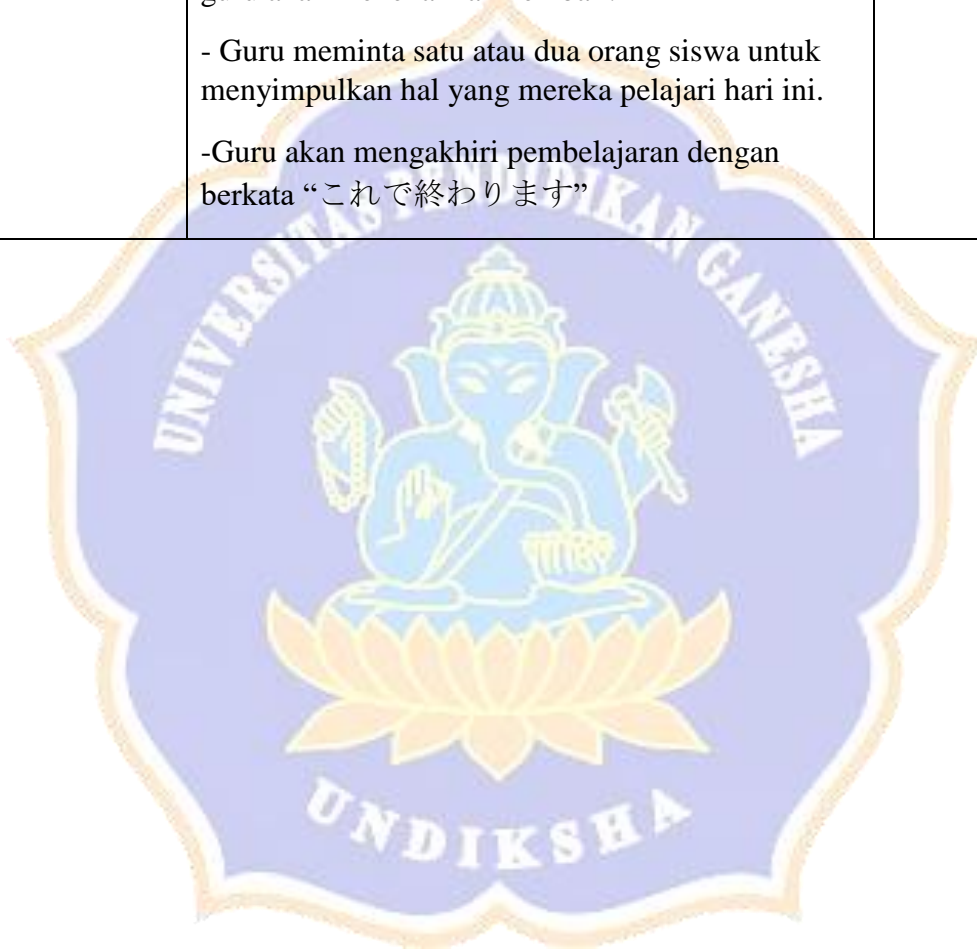 - Guru meminta satu atau dua orang siswa untuk
menyimpulkan hal yang mereka pelajari hari ini.
-Guru akan mengakhiri pembelajaran dengan
berkata “これで終わります”
UNIVERSITAS PENDIDIKAN GANESHA
UNDIKSHA